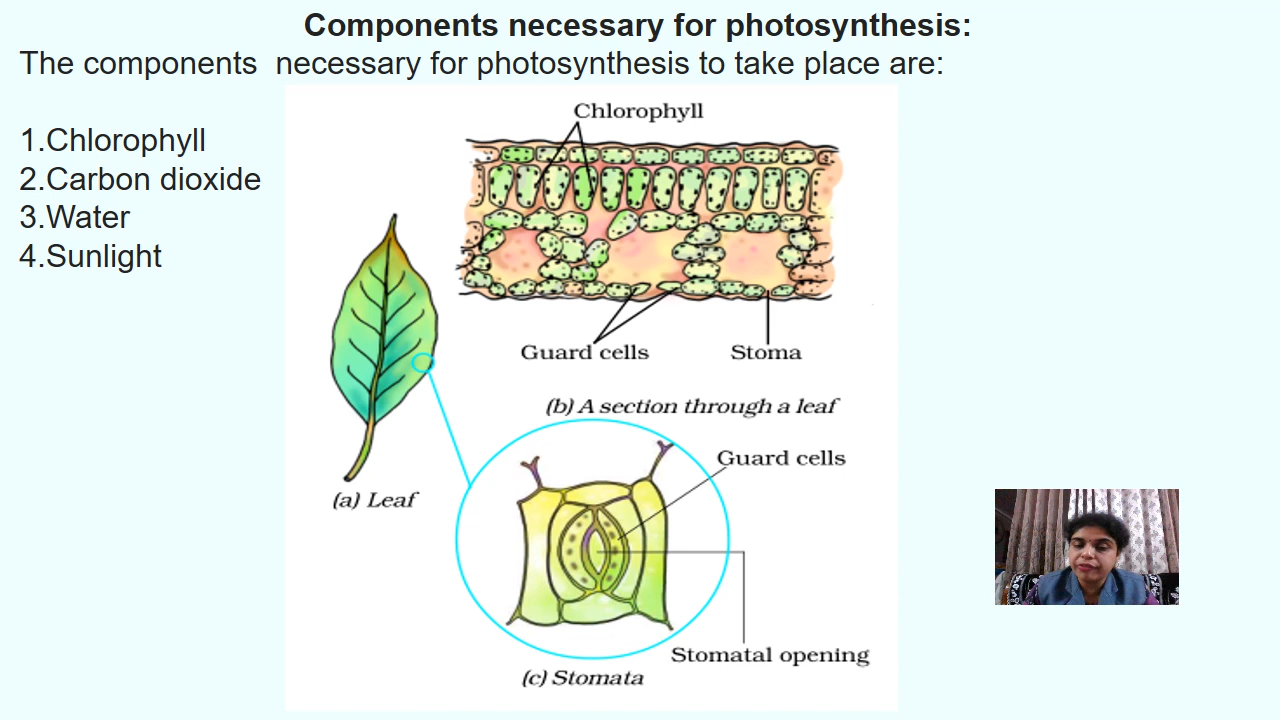 Components necessary for photosynthesis:
The components  necessary for photosynthesis to take place are:
1.Chlorophyll
2.Carbon dioxide
3.Water
4.Sunlight
Chlorophyll
Guard cells
Stoma
(b) A section through a leaf
(a) Leaf
Guard cells
Stomatal opening
(c) Stomata